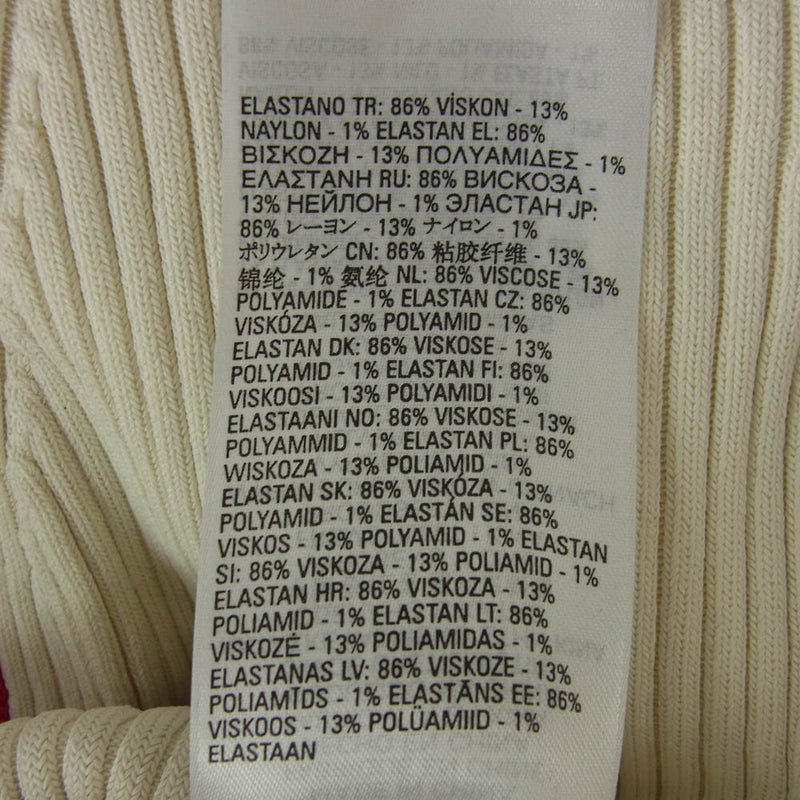 ELASTANO TR: 86% VİSKON - 13%
NAYLON - 1% ELASTAN EL: 86%
ΒΙΣΚΟΖΗ - 13% ΠΟΛΥΑΜΙΔΕΣ - 1%
ΕΛΑΣΤΑΝΗ RU: 86% ВИСКОЗА -
13% НЕЙЛОН - 1% ЭЛАСТАН JP:
86% レーヨン - 13% ナイロン - 1%
ポリウレタン CN: 86% 粘胶纤维 - 13%
锦纶 - 1% 氨纶 NL: 86% VISCOSE - 13%
POLYAMIDE - 1% ELASTAN CZ: 86%
VISKÓZA - 13% POLYAMID - 1%
ELASTAN DK: 86% VISKOSE - 13%
POLYAMID - 1% ELASTAN FI: 86%
VISKOOSI - 13% POLYAMIDI - 1%
ELASTAANI NO: 86% VISKOSE - 13%
POLYAMMID - 1% ELASTAN PL: 86%
WISKOZA - 13% POLIAMID - 1%
ELASTAN SK: 86% VISKÓZA - 13%
POLYAMID - 1% ELASTÁN SE: 86%
VISKOS - 13% POLYAMID - 1% ELASTAN
SI: 86% VISKOZA - 13% POLIAMID - 1%
ELASTAN HR: 86% VISKOZA - 13%
POLIAMID - 1% ELASTAN LT: 86%
VISKOZĖ - 13% POLIAMIDAS - 1%
ELASTANAS LV: 86% VISKOZE - 13%
POLIAMĪDS - 1% ELASTĀNS EE: 86%
VISKOOS - 13% POLÜAMIID - 1%
ELASTAAN